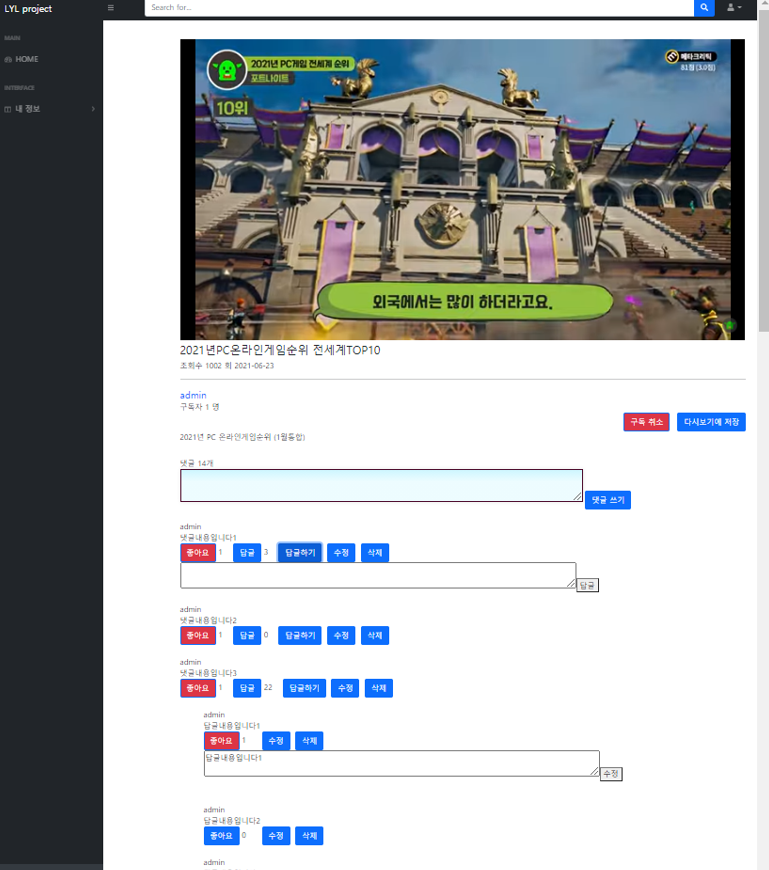 LYL project
Search for...
MAIN
HOME
INTERFACE
내 정보
2021년 PC게임 전세계 순위
포트나이트
메타크리틱
81점 (3.0점)
10위
외국에서는 많이 하더라고요.
2021년PC온라인게임순위 전세계TOP10
조회수 1002 회 2021-06-23
admin
구독자 1 명
구독 취소 다시보기에 저장
2021년 PC 온라인게임순위 (1월통합)
댓글 14개
댓글 쓰기
admin
댓글내용입니다1
좋아요 1 답글 3 답글하기 수정 삭제
답글
admin
댓글내용입니다2
좋아요 1 답글 0 답글하기 수정 삭제
admin
댓글내용입니다3
좋아요 1 답글 22 답글하기 수정 삭제
admin
답글내용입니다1
좋아요 1 수정 삭제
답글내용입니다1
수정
admin
답글내용입니다2
좋아요 0 수정 삭제
admin